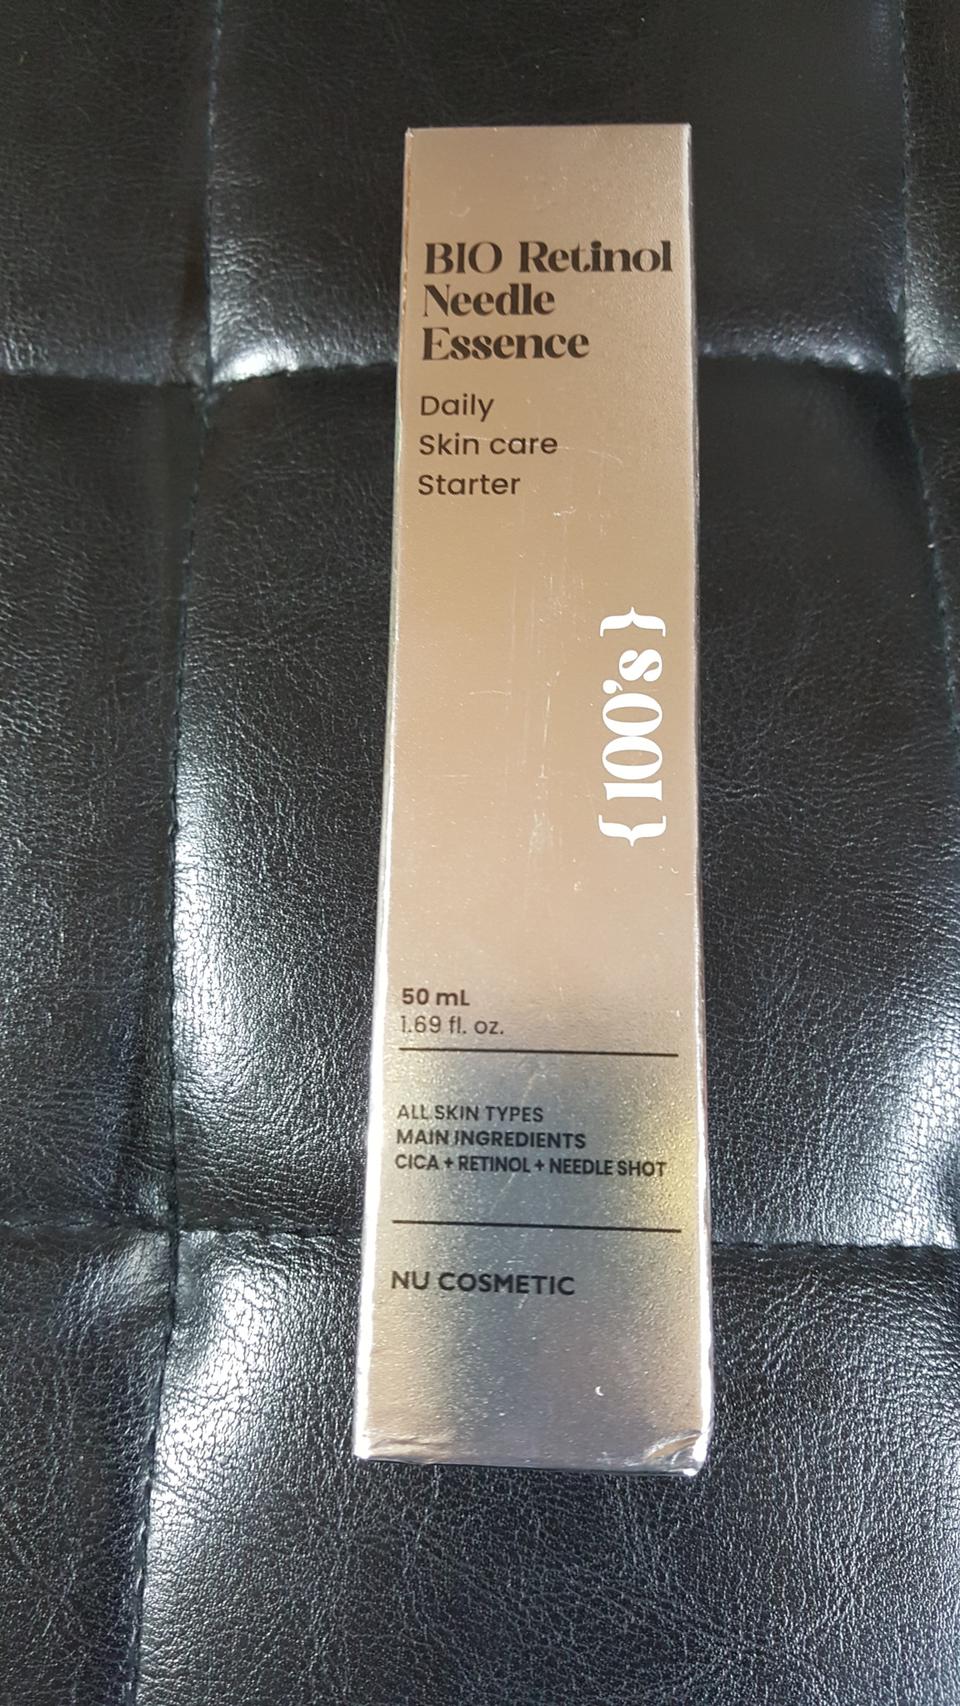 BIO Retinol
Needle
Essence
Daily
Skin care
Starter
{ 100's }
50 mL
1.69 fl. oz.
ALL SKIN TYPES
MAIN INGREDIENTS
CICA + RETINOL + NEEDLE SHOT
NU COSMETIC